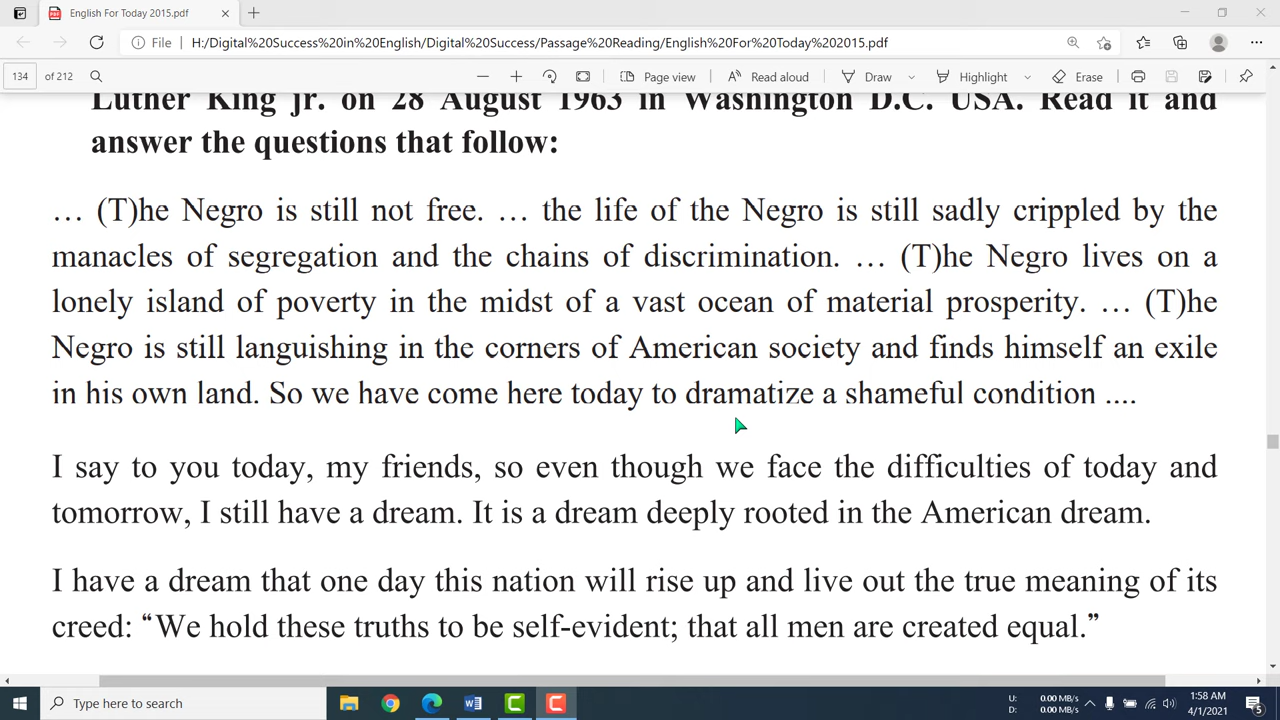 English For Today 2015.pdf
File H:/Digital%20Success%20in%20English/Digital%20Success/Passage%20Reading/English%20For%20Today%202015.pdf
134 of 212 Page view Read aloud Draw Highlight Erase
Luther King jr. on 28 August 1963 in Washington D.C. USA. Read it and
answer the questions that follow:
… (T)he Negro is still not free. … the life of the Negro is still sadly crippled by the
manacles of segregation and the chains of discrimination. … (T)he Negro lives on a
lonely island of poverty in the midst of a vast ocean of material prosperity. … (T)he
Negro is still languishing in the corners of American society and finds himself an exile
in his own land. So we have come here today to dramatize a shameful condition ....
I say to you today, my friends, so even though we face the difficulties of today and
tomorrow, I still have a dream. It is a dream deeply rooted in the American dream.
I have a dream that one day this nation will rise up and live out the true meaning of its
creed: “We hold these truths to be self-evident; that all men are created equal.”
Type here to search
U: 0.00 MB/s
D: 0.00 MB/s
1:58 AM
4/1/2021
5